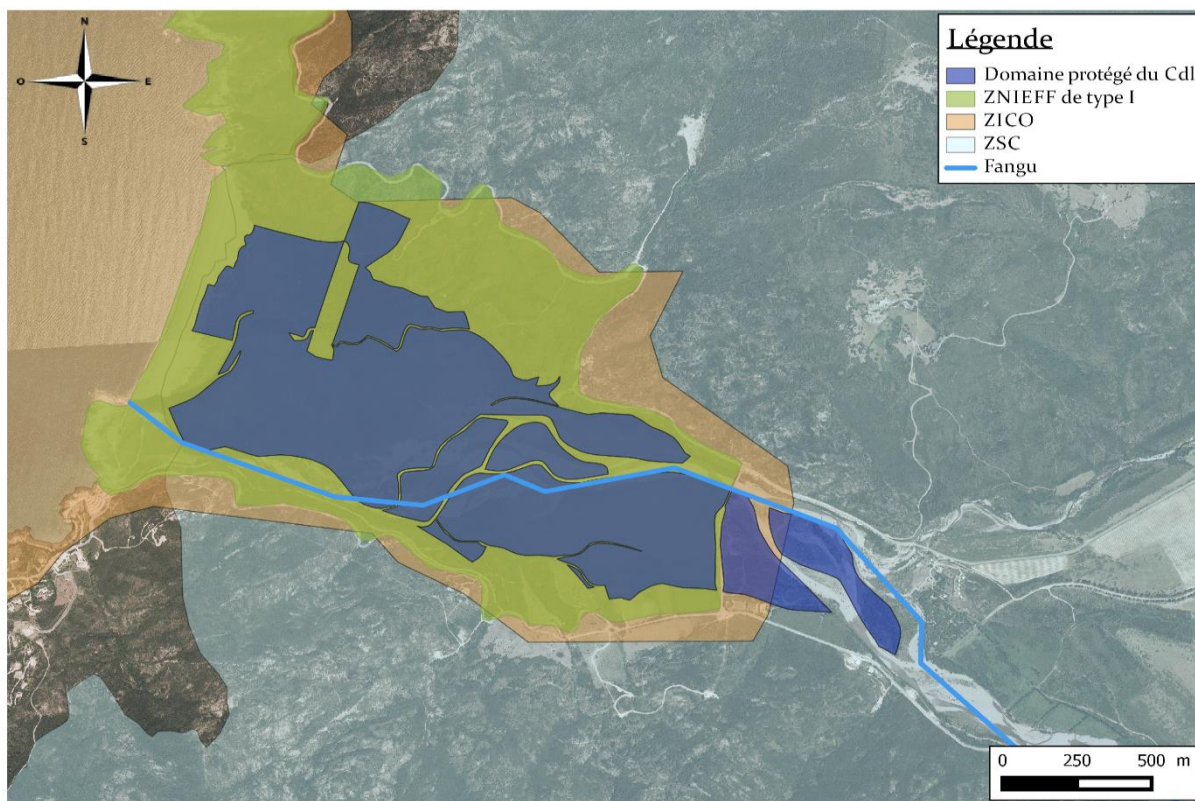 N
O
E
S
Légende
Domaine protégé du Cdl
ZNIEFF de type I
ZICO
ZSC
Fangu
0 250 500 m